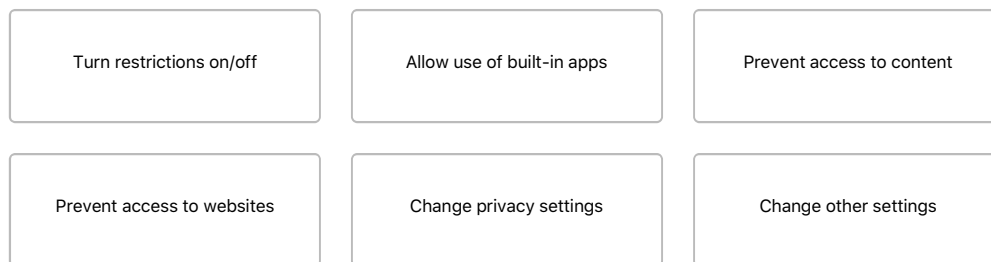 Turn restrictions on/off
Allow use of built-in apps
Prevent access to content
Prevent access to websites
Change privacy settings
Change other settings